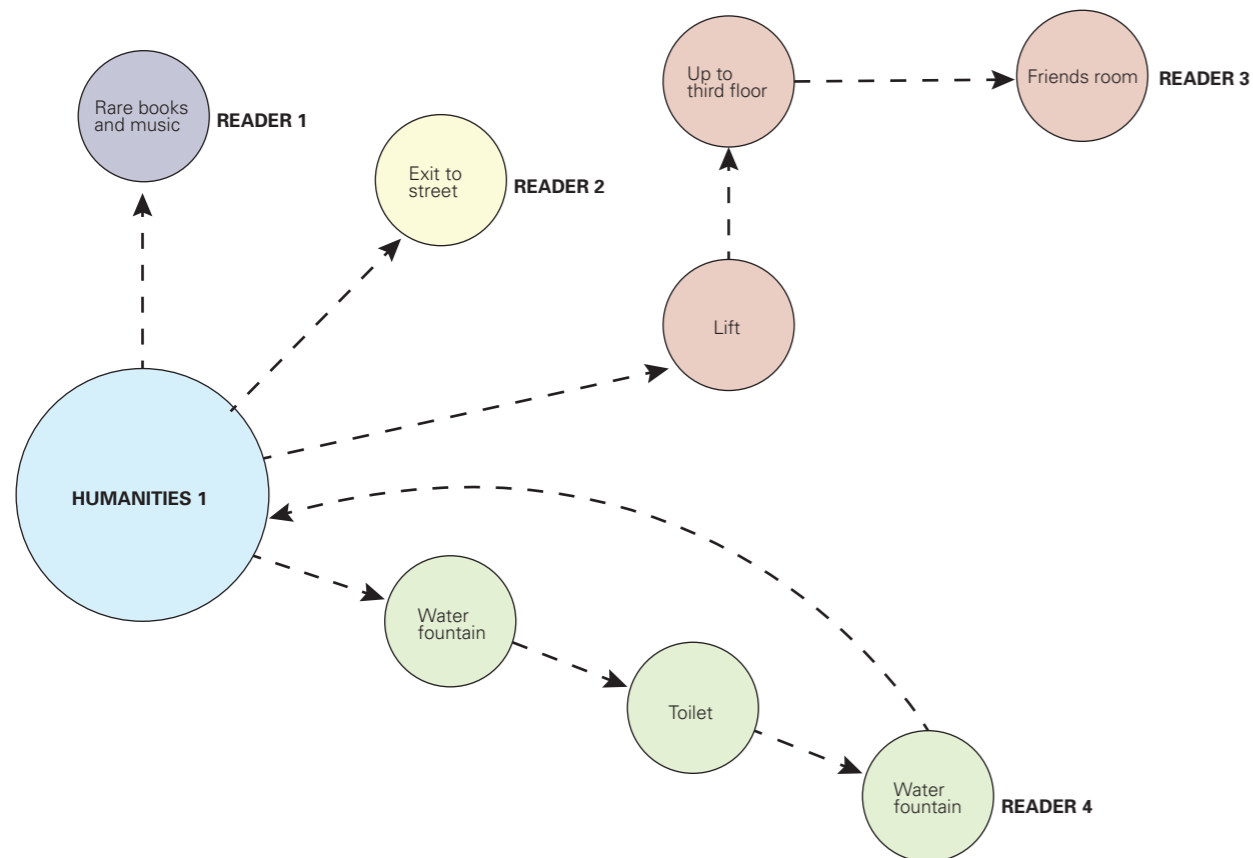 Rare books
and music
READER 1
Exit to
street
READER 2
Up to
third floor
Friends room
READER 3
Lift
HUMANITIES 1
Water
fountain
Toilet
Water
fountain
READER 4